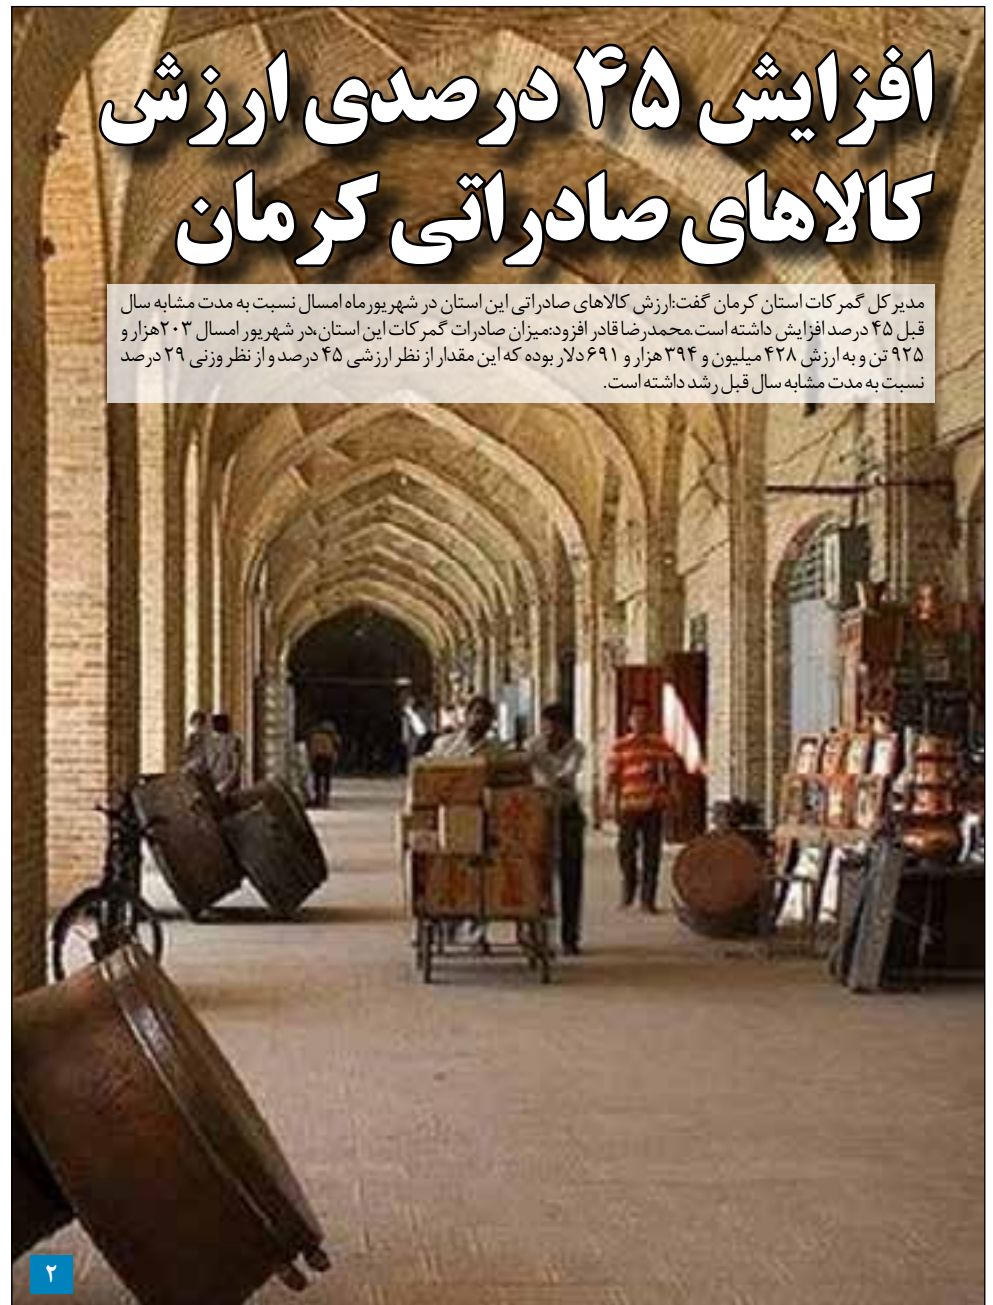 افزایش ۴۵ درصدی ارزش
کالاهای صادراتی کرمان
مدیر کل گمرکات استان کرمان گفت:ارزش کالاهای صادراتی این استان در شهریورماه امسال نسبت به مدت مشابه سال
قبل ۴۵ درصد افزایش داشته است.محمدرضا قادر افزود:میزان صادرات گمرکات این استان،در شهریور امسال ۲۰۳هزار و
۹۲۵ تن و به ارزش ۴۲۸ میلیون و ۳۹۴ هزار و ۶۹۱ دلار بوده که این مقدار از نظر ارزشی ۴۵ درصد و از نظر وزنی ۲۹ درصد
نسبت به مدت مشابه سال قبل رشد داشته است.
۲